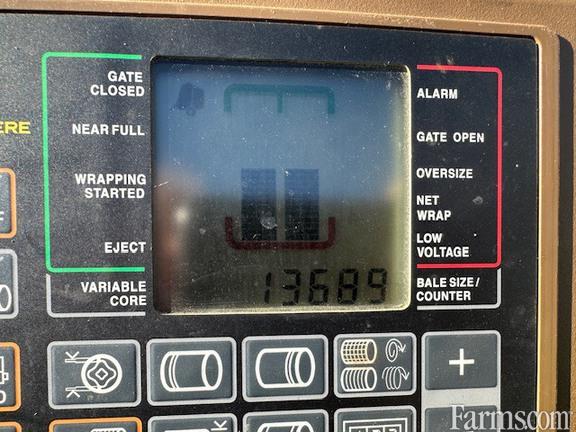 GATE
CLOSED
NEAR FULL
WRAPPING
STARTED
EJECT
VARIABLE
CORE
ALARM
GATE OPEN
OVERSIZE
NET
WRAP
LOW
VOLTAGE
BALE SIZE /
COUNTER
13689
ERE
+
Farms.com